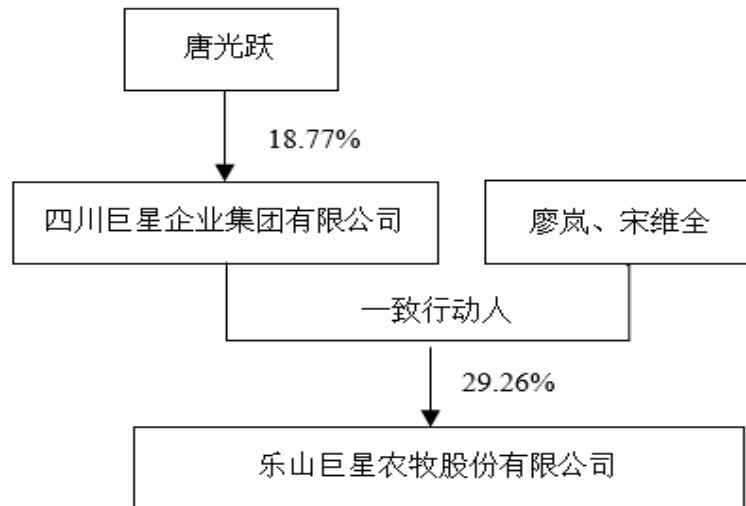 唐光跃
18.77%
四川巨星企业集团有限公司
廖岚、宋维全
一致行动人
29.26%
乐山巨星农牧股份有限公司